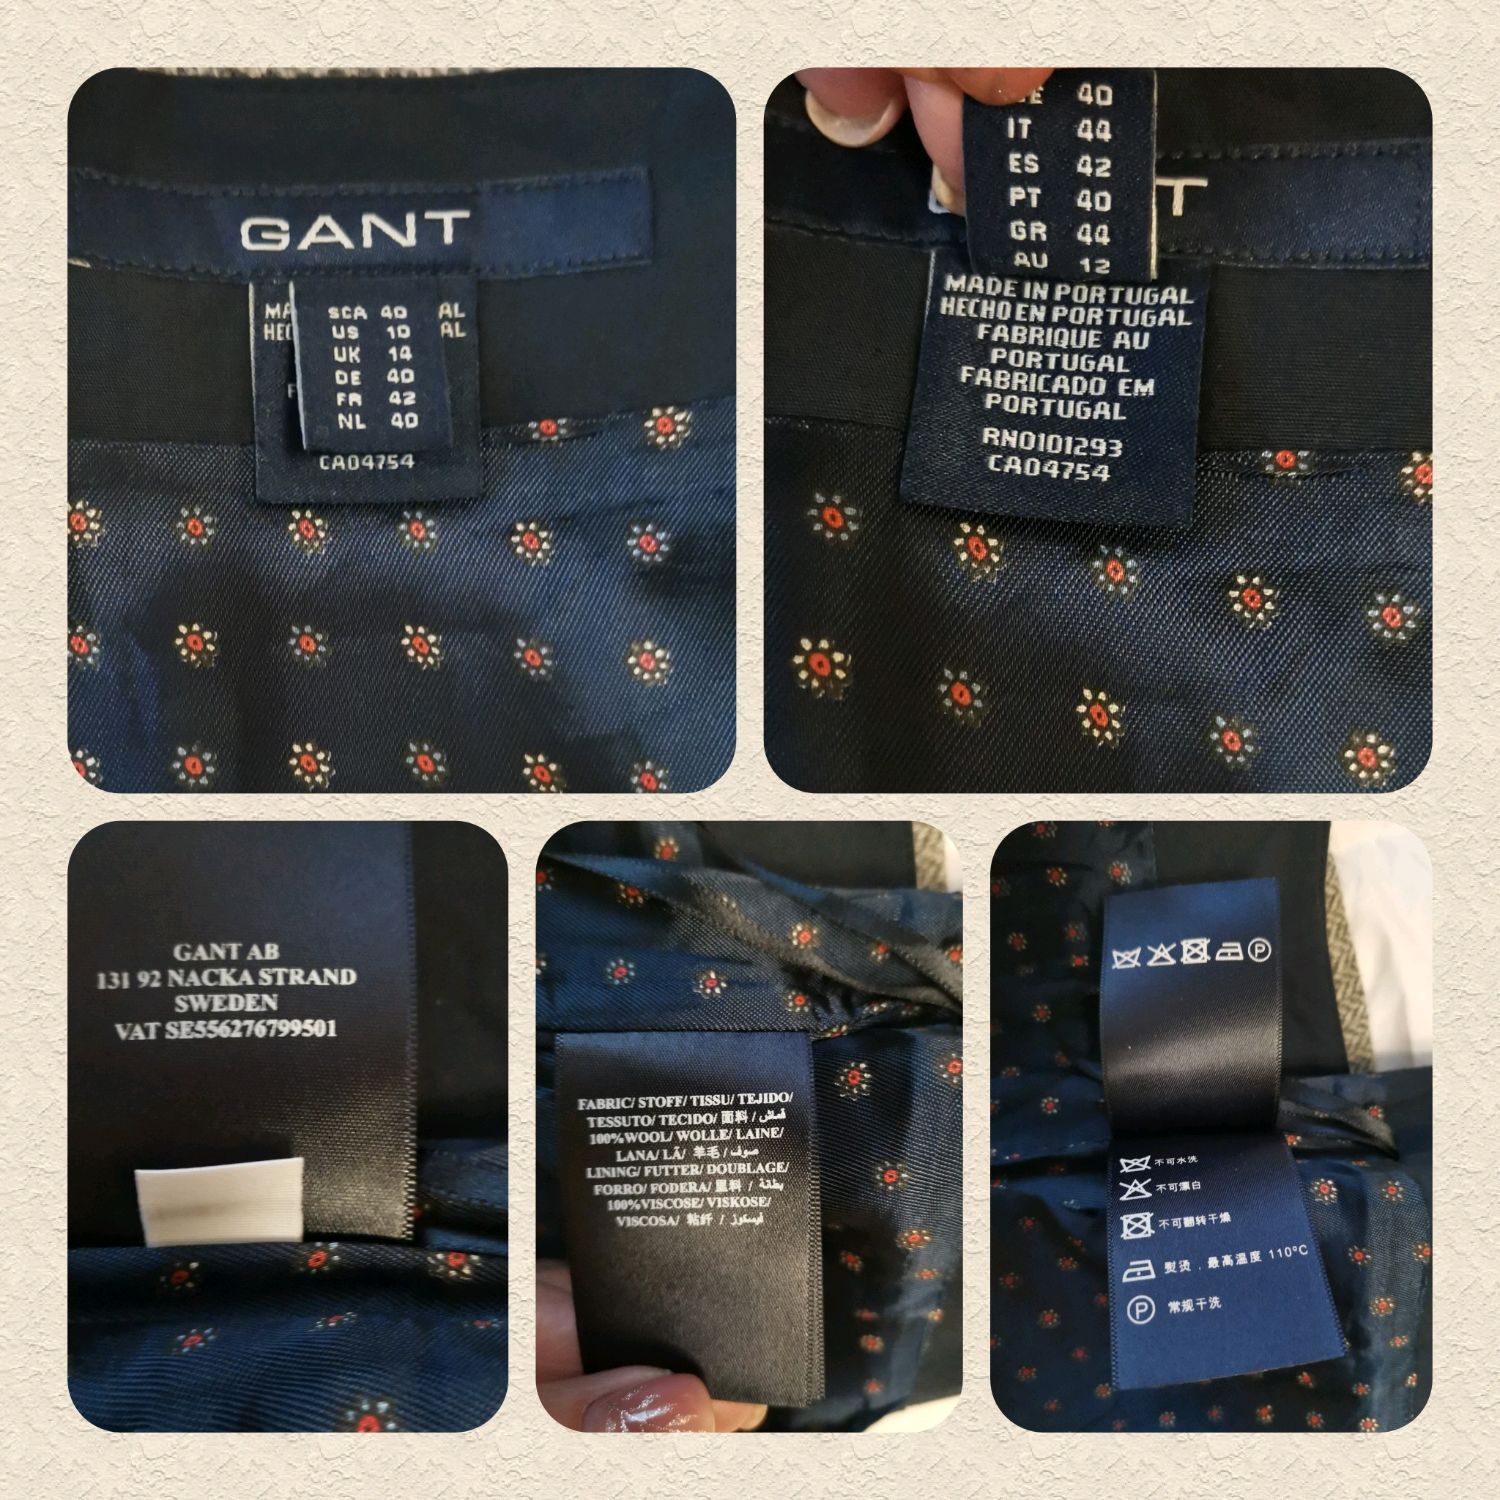 GANT
MA AL
HEC AL
SCA 40
US 10
UK 14
DE 40
FR 42
NL 40
CA04754
40
IT 44
ES 42
PT 40
GR 44
AU 12
T
MADE IN PORTUGAL
HECHO EN PORTUGAL
FABRIQUE AU
PORTUGAL
FABRICADO EM
PORTUGAL
RN0101293
CA04754
GANT AB
131 92 NACKA STRAND
SWEDEN
VAT SE556276799501
FABRIC/ STOFF/ TISSU/ TEJIDO/
TESSUTO/ TECIDO/ 面料 / قماش/
100%WOOL/ WOLLE/ LAINE/
LANA/ LÃ/ 羊毛 / صوف/
LINING/ FUTTER/ DOUBLAGE/
FORRO/ FODERA/ 里料 / بطانة/
100%VISCOSE/ VISKOSE/
VISCOSA/ 粘纤 / فيسكوز/
P
不可水洗
不可漂白
不可翻转干燥
熨烫．最高温度 110°C
P 常规干洗